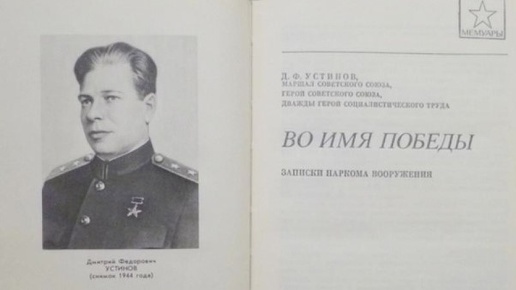 Дмитрий Федорович
УСТИНОВ
(снимок 1944 года)
МЕМУАРЫ
Д. Ф. УСТИНОВ,
МАРШАЛ СОВЕТСКОГО СОЮЗА,
ГЕРОЙ СОВЕТСКОГО СОЮЗА,
ДВАЖДЫ ГЕРОЙ СОЦИАЛИСТИЧЕСКОГО ТРУДА
ВО ИМЯ ПОБЕДЫ
ЗАПИСКИ НАРКОМА ВООРУЖЕНИЯ